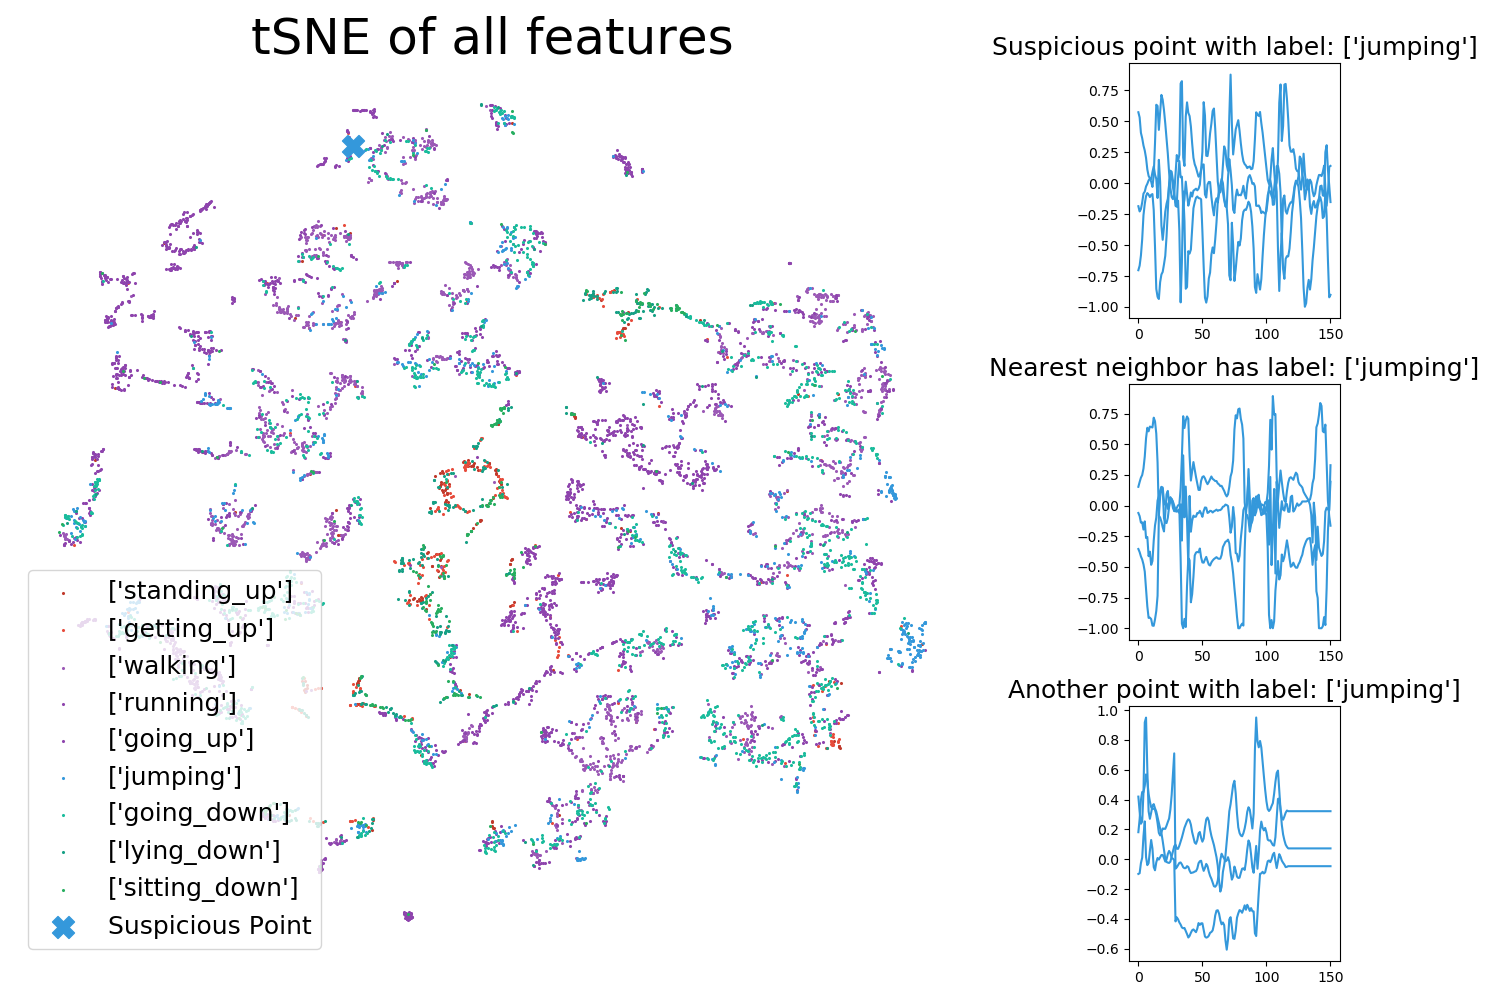 tSNE of all features
['standing_up']
['getting_up']
['walking']
['running']
['going_up']
['jumping']
['going_down']
['lying_down']
['sitting_down']
Suspicious Point
Suspicious point with label: ['jumping']
0.75
0.50
0.25
0.00
−0.25
−0.50
−0.75
−1.00
0 50 100 150
Nearest neighbor has label: ['jumping']
0.75
0.50
0.25
0.00
−0.25
−0.50
−0.75
−1.00
0 50 100 150
Another point with label: ['jumping']
1.0
0.8
0.6
0.4
0.2
0.0
−0.2
−0.4
−0.6
0 50 100 150